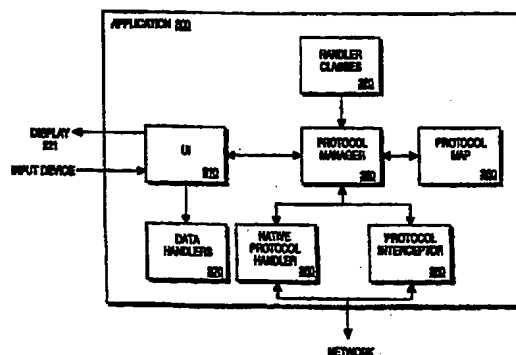 APPLICATION 200
HANDLER
CLASSES
DISPLAY
221
UI
210
PROTOCOL
MANAGER
PROTOCOL
MAP
INPUT DEVICE
DATA
HANDLERS
NATIVE
PROTOCOL
HANDLER
PROTOCOL
INTERCEPTOR
NETWORK